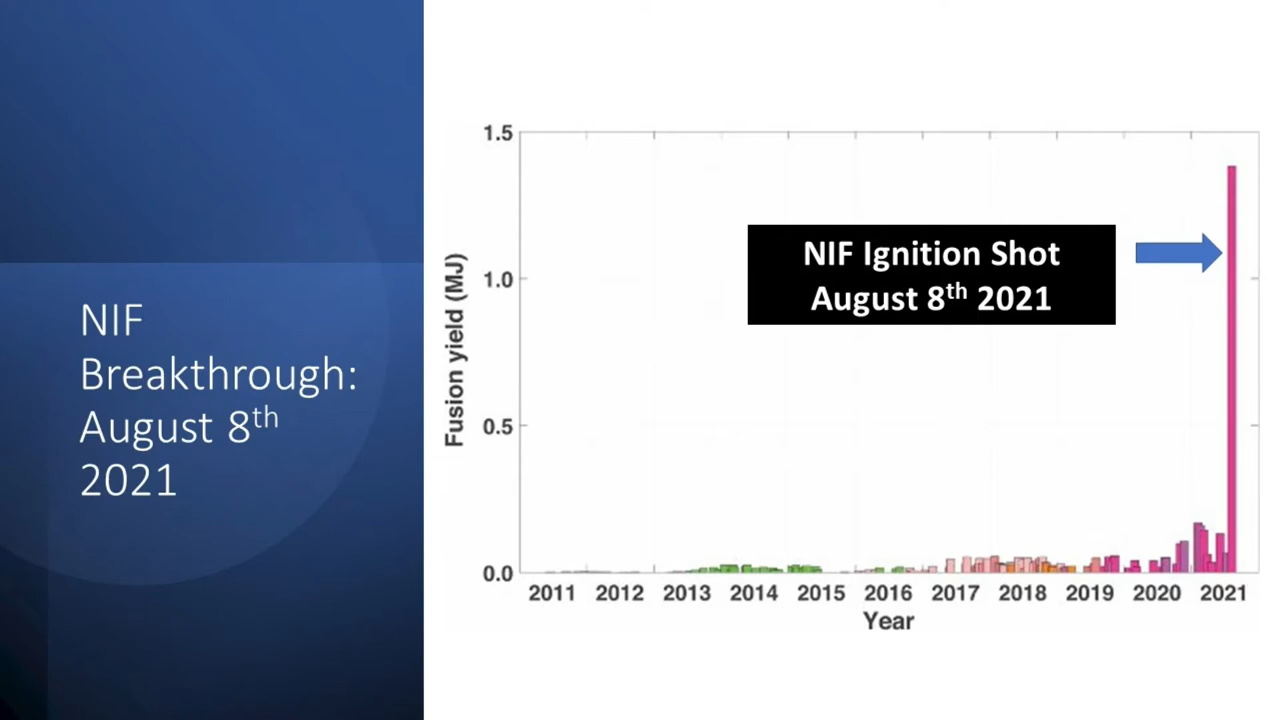 NIF
Breakthrough:
August 8th
2021
NIF Ignition Shot
August 8th 2021
Fusion yield (MJ)
1.5
1.0
0.5
0.0
2011 2012 2013 2014 2015 2016 2017 2018 2019 2020 2021
Year